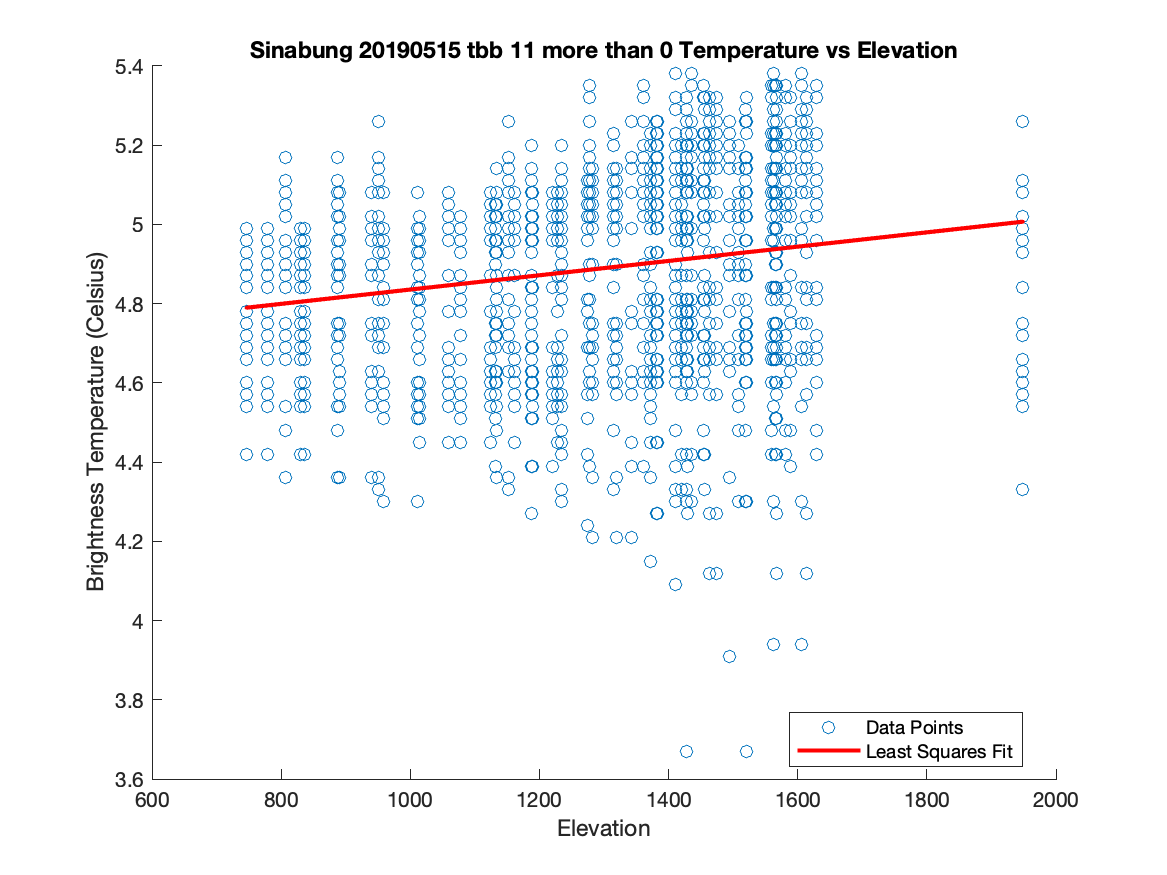 Sinabung 20190515 tbb 11 more than 0 Temperature vs Elevation
5.4
5.2
5
4.8
4.6
4.4
4.2
4
3.8
3.6
Brightness Temperature (Celsius)
Data Points
Least Squares Fit
600 800 1000 1200 1400 1600 1800 2000
Elevation